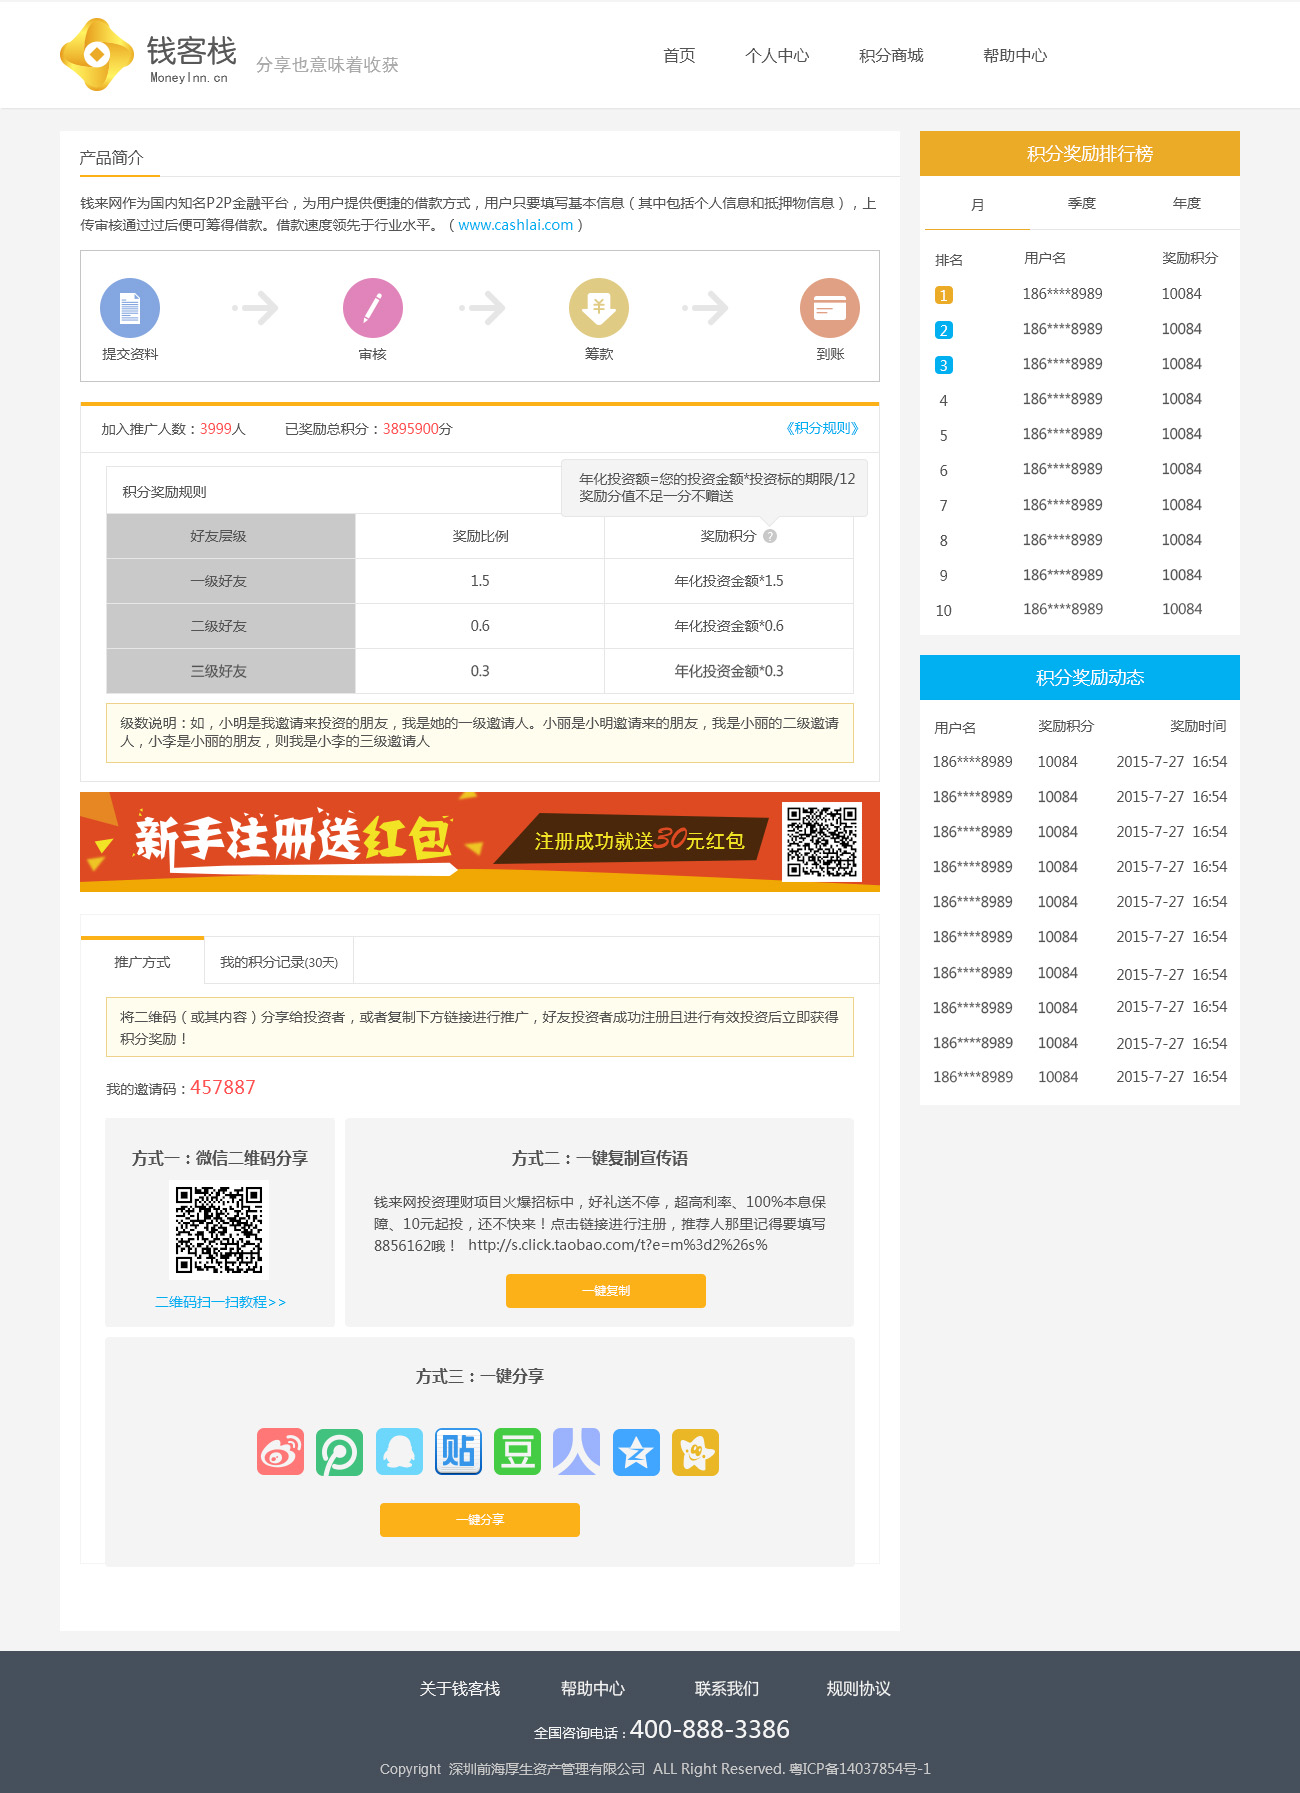 钱客栈
MoneyInn.cn
分享也意味着收获
首页 个人中心 积分商城 帮助中心
产品简介
钱来网作为国内知名P2P金融平台，为用户提供便捷的借款方式，用户只要填写基本信息（其中包括个人信息和抵押物信息），上
传审核通过过后便可筹得借款。借款速度领先于行业水平。（www.cashlai.com）
提交资料 审核 筹款 到账
加入推广人数：3999人 已奖励总积分：3895900分 《积分规则》
年化投资额=您的投资金额*投资标的期限/12
奖励分值不足一分不赠送
积分奖励规则
好友层级 奖励比例 奖励积分 ?
一级好友 1.5 年化投资金额*1.5
二级好友 0.6 年化投资金额*0.6
三级好友 0.3 年化投资金额*0.3
级数说明：如，小明是我邀请来投资的朋友，我是她的一级邀请人。小丽是小明邀请来的朋友，我是小丽的二级邀请
人，小李是小丽的朋友，则我是小李的三级邀请人
新手注册送红包 注册成功就送30元红包
推广方式 我的积分记录(30天)
将二维码（或其内容）分享给投资者，或者复制下方链接进行推广，好友投资者成功注册且进行有效投资后立即获得
积分奖励！
我的邀请码：457887
方式一：微信二维码分享
二维码扫一扫教程>>
方式二：一键复制宣传语
钱来网投资理财项目火爆招标中，好礼送不停，超高利率、100%本息保
障、10元起投，还不快来！点击链接进行注册，推荐人那里记得要填写
8856162哦！ http://s.click.taobao.com/t?e=m%3d2%26s%
一键复制
方式三：一键分享
贴 豆 人
一键分享
积分奖励排行榜
月 季度 年度
排名 用户名 奖励积分
1 186****8989 10084
2 186****8989 10084
3 186****8989 10084
4 186****8989 10084
5 186****8989 10084
6 186****8989 10084
7 186****8989 10084
8 186****8989 10084
9 186****8989 10084
10 186****8989 10084
积分奖励动态
用户名 奖励积分 奖励时间
186****8989 10084 2015-7-27 16:54
186****8989 10084 2015-7-27 16:54
186****8989 10084 2015-7-27 16:54
186****8989 10084 2015-7-27 16:54
186****8989 10084 2015-7-27 16:54
186****8989 10084 2015-7-27 16:54
186****8989 10084 2015-7-27 16:54
186****8989 10084 2015-7-27 16:54
186****8989 10084 2015-7-27 16:54
186****8989 10084 2015-7-27 16:54
关于钱客栈 帮助中心 联系我们 规则协议
全国咨询电话：400-888-3386
Copyright 深圳前海厚生资产管理有限公司 ALL Right Reserved. 粤ICP备14037854号-1